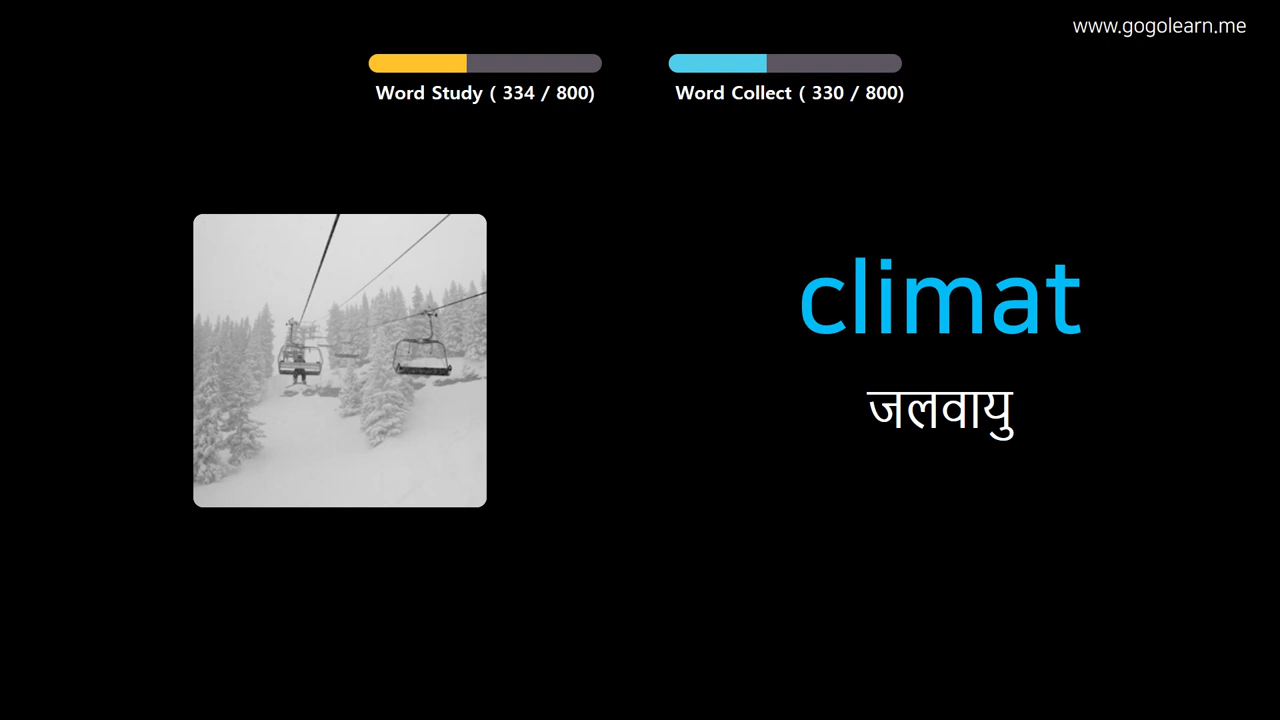 www.gogolearn.me
Word Study ( 334 / 800)
Word Collect ( 330 / 800)
climat
जलवायु